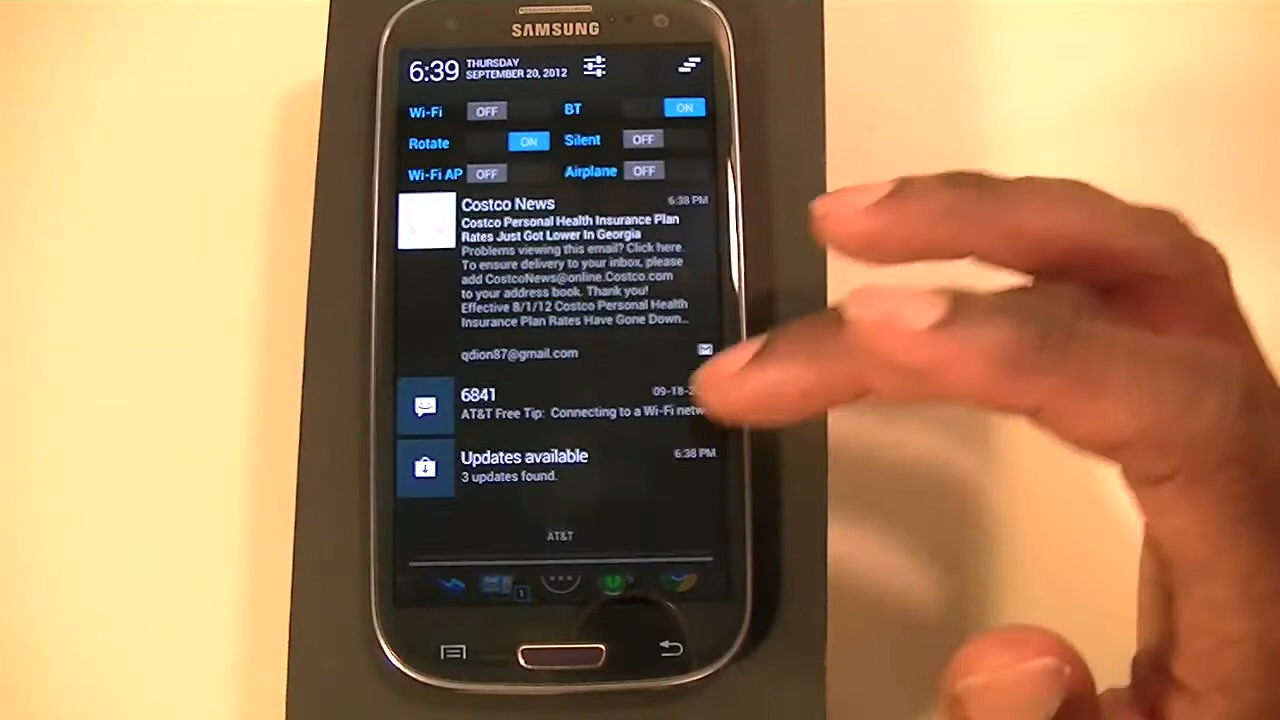 SAMSUNG
6:39 THURSDAY
SEPTEMBER 20, 2012
Wi-Fi OFF BT ON
Rotate ON Silent OFF
Wi-Fi AP OFF Airplane OFF
Costco News 6:38 PM
Costco Personal Health Insurance Plan
Rates Just Got Lower In Georgia
Problems viewing this email? Click here.
To ensure delivery to your inbox, please
add CostcoNews@online.Costco.com
to your address book. Thank you!
Effective 8/1/12 Costco Personal Health
Insurance Plan Rates Have Gone Down...
qdion87@gmail.com
6841 09-18-2
AT&T Free Tip: Connecting to a Wi-Fi netw
Updates available 6:38 PM
3 updates found.
AT&T
1